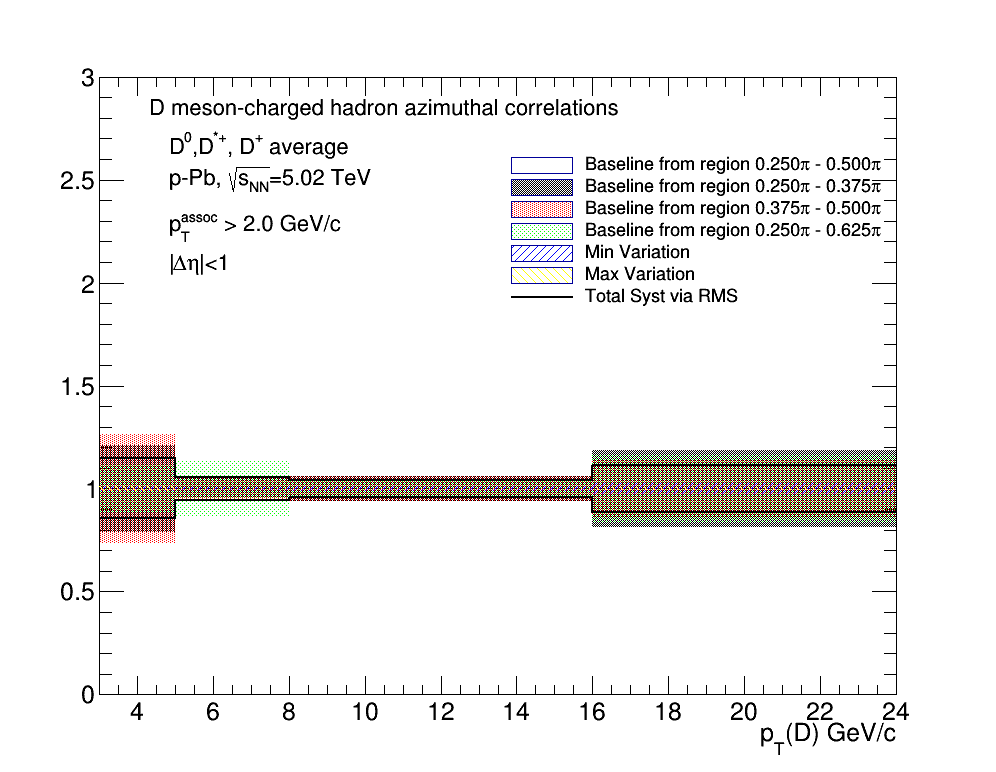 3
D meson-charged hadron azimuthal correlations
D⁰,D*⁺, D⁺ average
p-Pb, √sNN=5.02 TeV
pTassoc > 2.0 GeV/c
|Δη|<1
Baseline from region 0.250π - 0.500π
Baseline from region 0.250π - 0.375π
Baseline from region 0.375π - 0.500π
Baseline from region 0.250π - 0.625π
Min Variation
Max Variation
Total Syst via RMS
2.5
2
1.5
1
0.5
0
4 6 8 10 12 14 16 18 20 22 24
pT(D) GeV/c